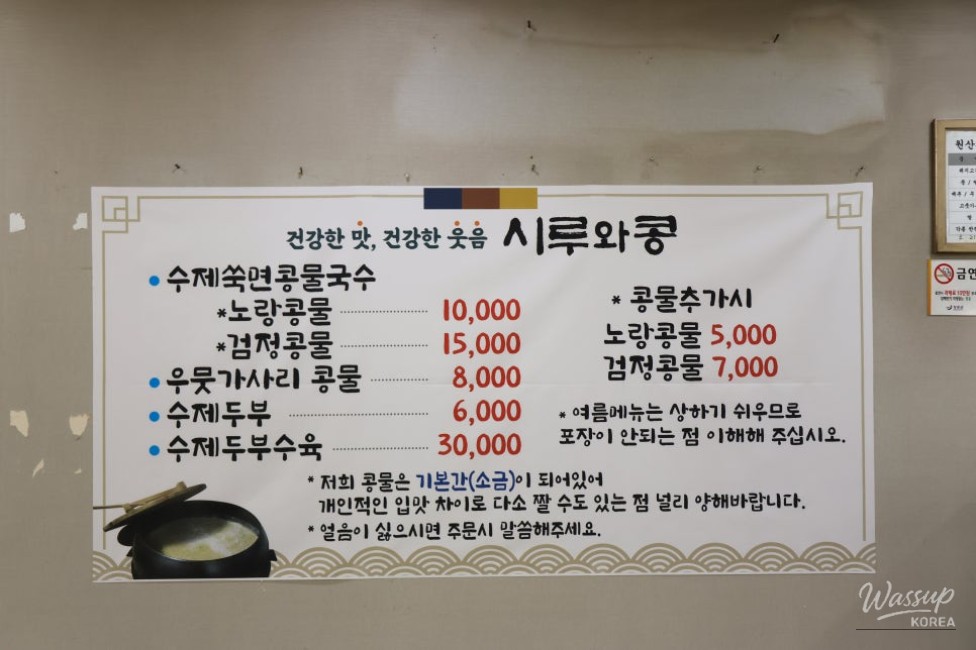 건강한 맛, 건강한 웃음 시루와콩
수제쑥면콩물국수
*노랑콩물 10,000
*검정콩물 15,000
우뭇가사리 콩물 8,000
수제두부 6,000
수제두부수육 30,000
* 콩물추가시
노랑콩물 5,000
검정콩물 7,000
* 여름메뉴는 상하기 쉬우므로
포장이 안되는 점 이해해 주십시오.
* 저희 콩물은 기본간(소금)이 되어있어
개인적인 입맛 차이로 다소 짤 수도 있는 점 널리 양해바랍니다.
* 얼음이 싫으시면 주문시 말씀해주세요.
원산
금연
Wassup
KOREA